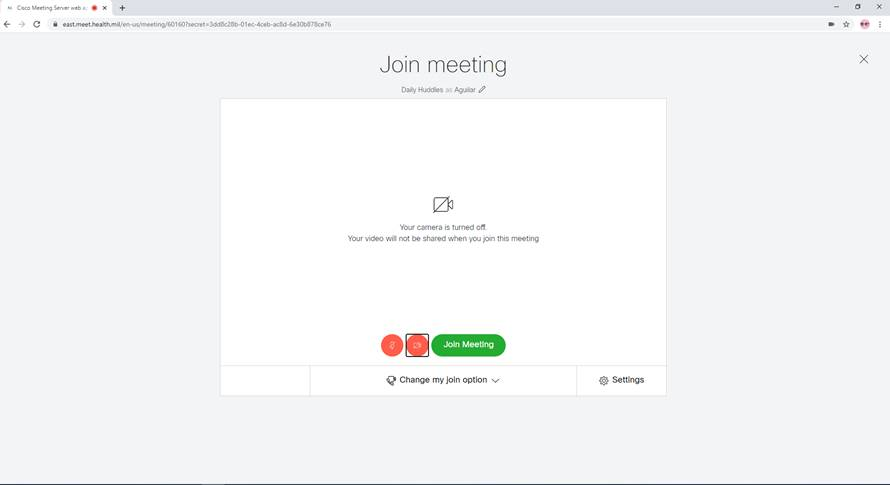 Cisco Meeting Server web a
east.meet.health.mil/en-us/meeting/60160?secret=3dd8c28b-01ec-4ceb-ac8d-6e30b878ce76
Join meeting
Daily Huddles as Aguilar
Your camera is turned off.
Your video will not be shared when you join this meeting
Join Meeting
Change my join option
Settings